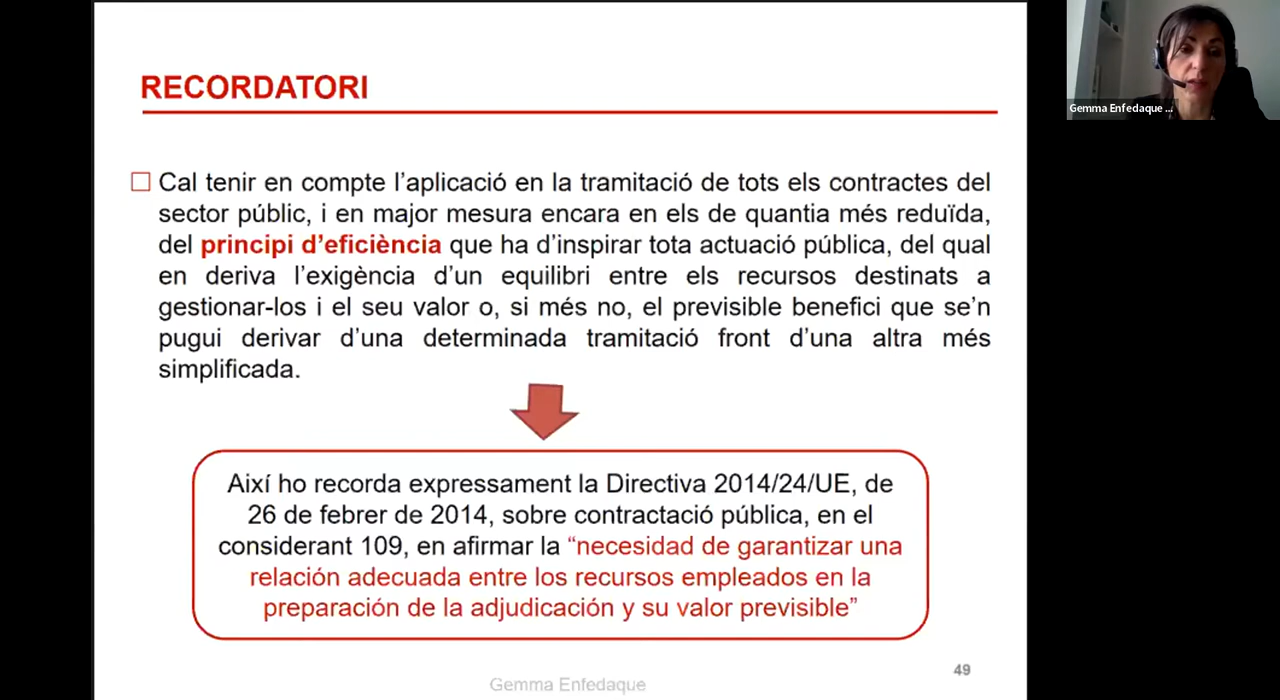 RECORDATORI
Gemma Enfedaque ...
□ Cal tenir en compte l’aplicació en la tramitació de tots els contractes del
sector públic, i en major mesura encara en els de quantia més reduïda,
del principi d’eficiència que ha d’inspirar tota actuació pública, del qual
en deriva l’exigència d’un equilibri entre els recursos destinats a
gestionar-los i el seu valor o, si més no, el previsible benefici que se’n
pugui derivar d’una determinada tramitació front d’una altra més
simplificada.
Així ho recorda expressament la Directiva 2014/24/UE, de
26 de febrer de 2014, sobre contractació pública, en el
considerant 109, en afirmar la “necesidad de garantizar una
relación adecuada entre los recursos empleados en la
preparación de la adjudicación y su valor previsible”
49
Gemma Enfedaque